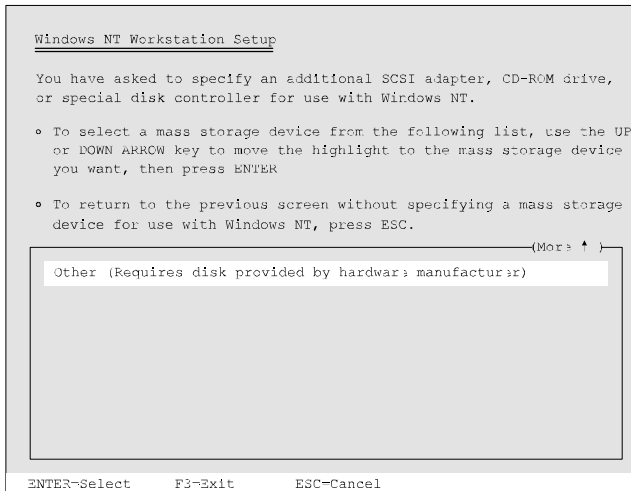 Windows NT Workstation Setup
You have asked to specify an additional SCSI adapter, CD-ROM drive,
or special disk controller for use with Windows NT.
• To select a mass storage device from the following list, use the UP
or DOWN ARROW key to move the highlight to the mass storage device
you want, then press ENTER
• To return to the previous screen without specifying a mass storage
device for use with Windows NT, press ESC.
(More ↑ )
Other (Requires disk provided by hardware manufacturer)
ENTER=Select F3=Exit ESC=Cancel